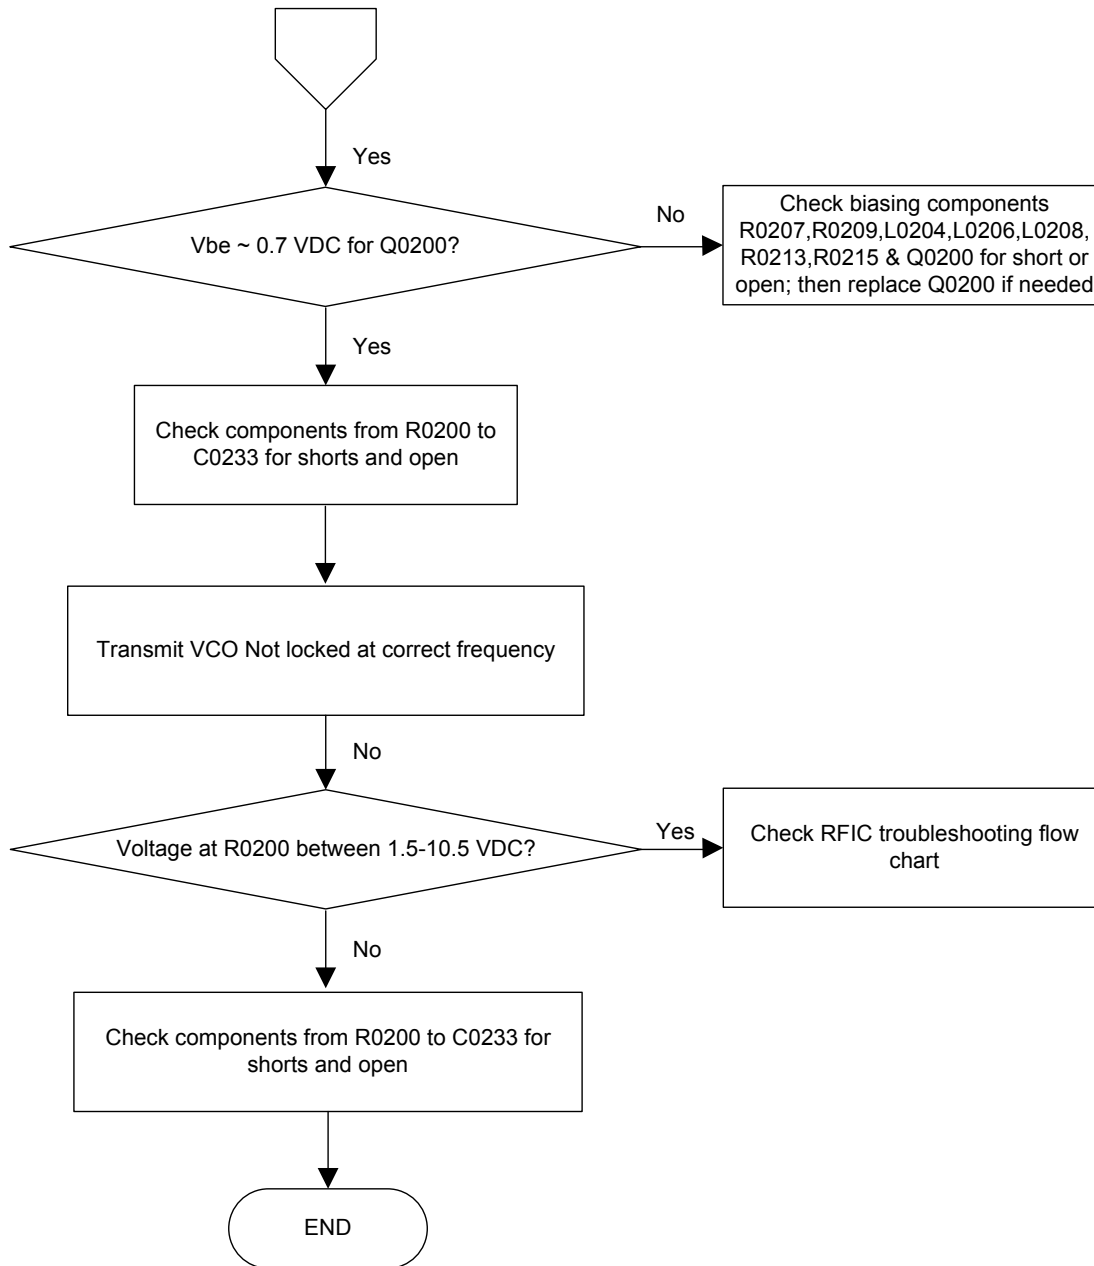 Yes
Vbe ~ 0.7 VDC for Q0200?
No
Check biasing components
R0207,R0209,L0204,L0206,L0208,
R0213,R0215 & Q0200 for short or
open; then replace Q0200 if needed
Yes
Check components from R0200 to
C0233 for shorts and open
Transmit VCO Not locked at correct frequency
No
Voltage at R0200 between 1.5-10.5 VDC?
Yes
Check RFIC troubleshooting flow
chart
No
Check components from R0200 to C0233 for
shorts and open
END